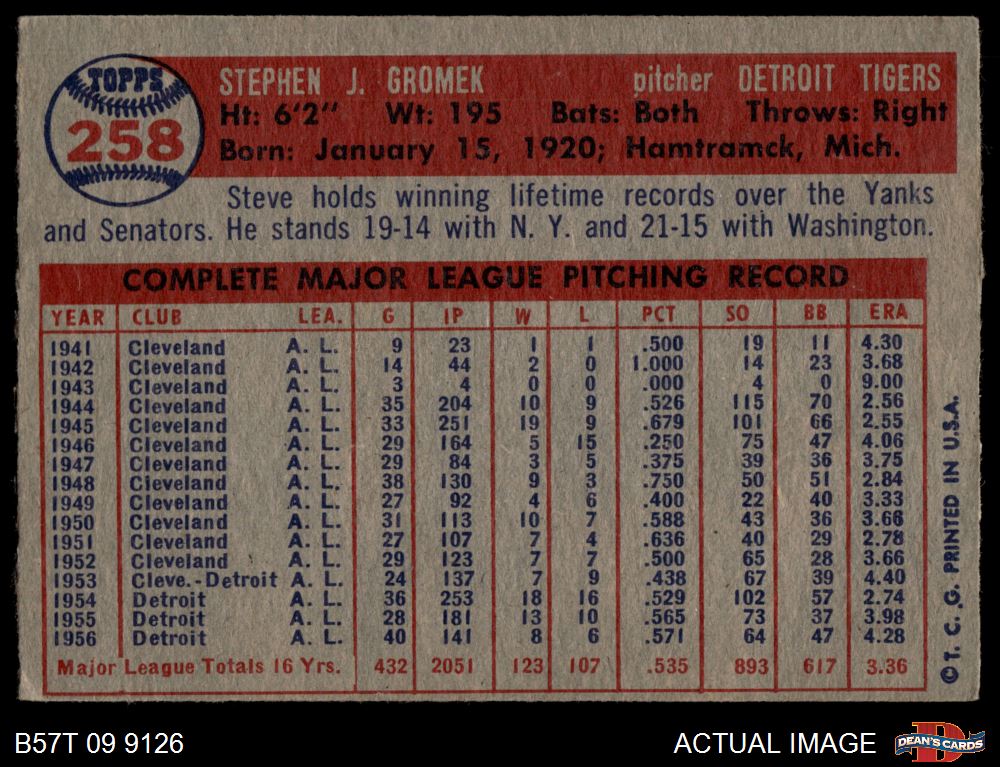 TOPPS
258
STEPHEN J. GROMEK pitcher DETROIT TIGERS
Ht: 6'2" Wt: 195 Bats: Both Throws: Right
Born: January 15, 1920; Hamtramck, Mich.
Steve holds winning lifetime records over the Yanks
and Senators. He stands 19-14 with N. Y. and 21-15 with Washington.
COMPLETE MAJOR LEAGUE PITCHING RECORD
YEAR CLUB LEA. G IP W L PCT SO BB ERA
1941 Cleveland A. L. 9 23 1 1 .500 19 11 4.30
1942 Cleveland A. L. 14 44 2 0 1.000 14 23 3.68
1943 Cleveland A. L. 3 4 0 0 .000 4 0 9.00
1944 Cleveland A. L. 35 204 10 9 .526 115 70 2.56
1945 Cleveland A. L. 33 251 19 9 .679 101 66 2.55
1946 Cleveland A. L. 29 164 5 15 .250 75 47 4.06
1947 Cleveland A. L. 29 84 3 5 .375 39 36 3.75
1948 Cleveland A. L. 38 130 9 3 .750 50 51 2.84
1949 Cleveland A. L. 27 92 4 6 .400 22 40 3.33
1950 Cleveland A. L. 31 113 10 7 .588 43 36 3.66
1951 Cleveland A. L. 27 107 7 4 .636 40 29 2.78
1952 Cleveland A. L. 29 123 7 7 .500 65 28 3.66
1953 Cleve.-Detroit A. L. 24 137 7 9 .438 67 39 4.40
1954 Detroit A. L. 36 253 18 16 .529 102 57 2.74
1955 Detroit A. L. 28 181 13 10 .565 73 37 3.98
1956 Detroit A. L. 40 141 8 6 .571 64 47 4.28
Major League Totals 16 Yrs. 432 2051 123 107 .535 893 617 3.36
©T. C. G. PRINTED IN U.S.A.
B57T 09 9126
ACTUAL IMAGE
D
DEAN'S CARDS